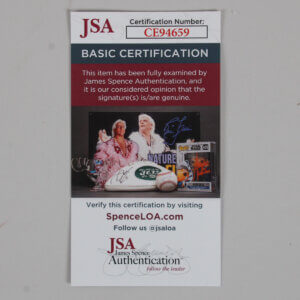 JSA
Certification Number:
CE94659
BASIC CERTIFICATION
This item has been fully examined by
James Spence Authentication, and
it is our considered opinion that the
signature(s) is/are genuine.
NATURE
JETS
Verify this certification by visiting
SpenceLOA.com
Follow us @jsaloa
JSA
James Spence
Authentication
follow the leader